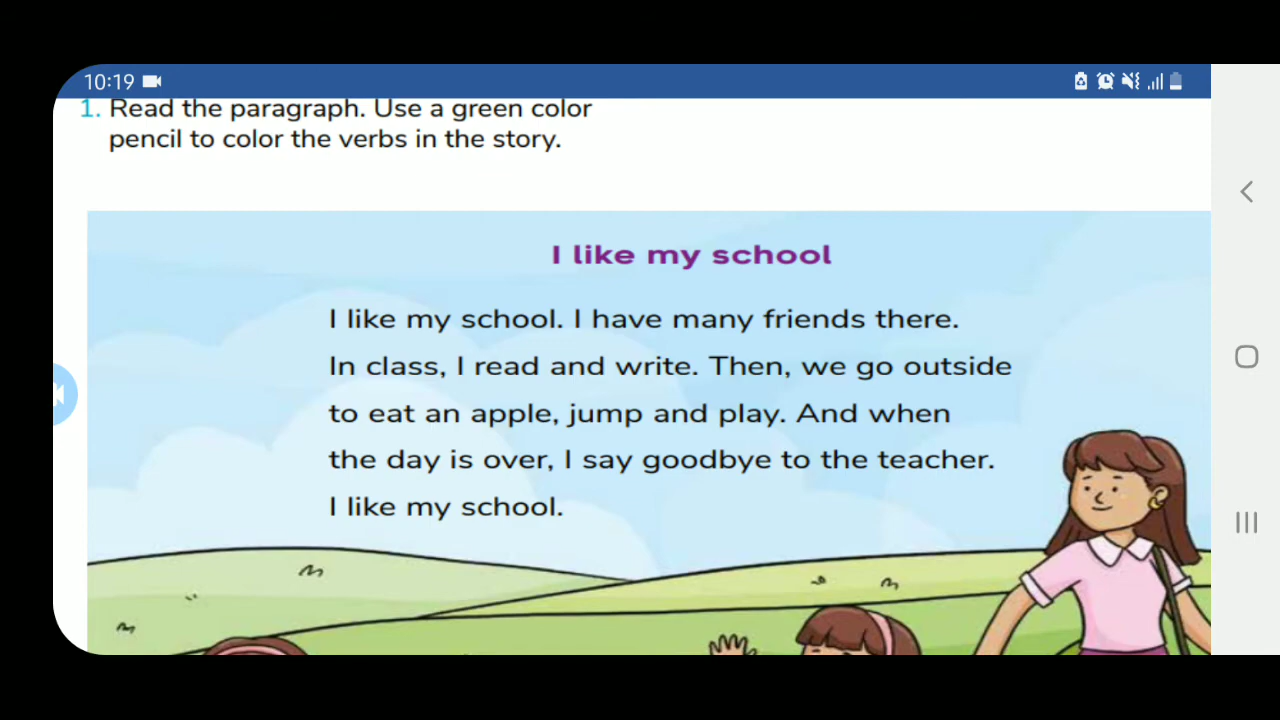 10:19
1. Read the paragraph. Use a green color
pencil to color the verbs in the story.
I like my school
I like my school. I have many friends there.
In class, I read and write. Then, we go outside
to eat an apple, jump and play. And when
the day is over, I say goodbye to the teacher.
I like my school.